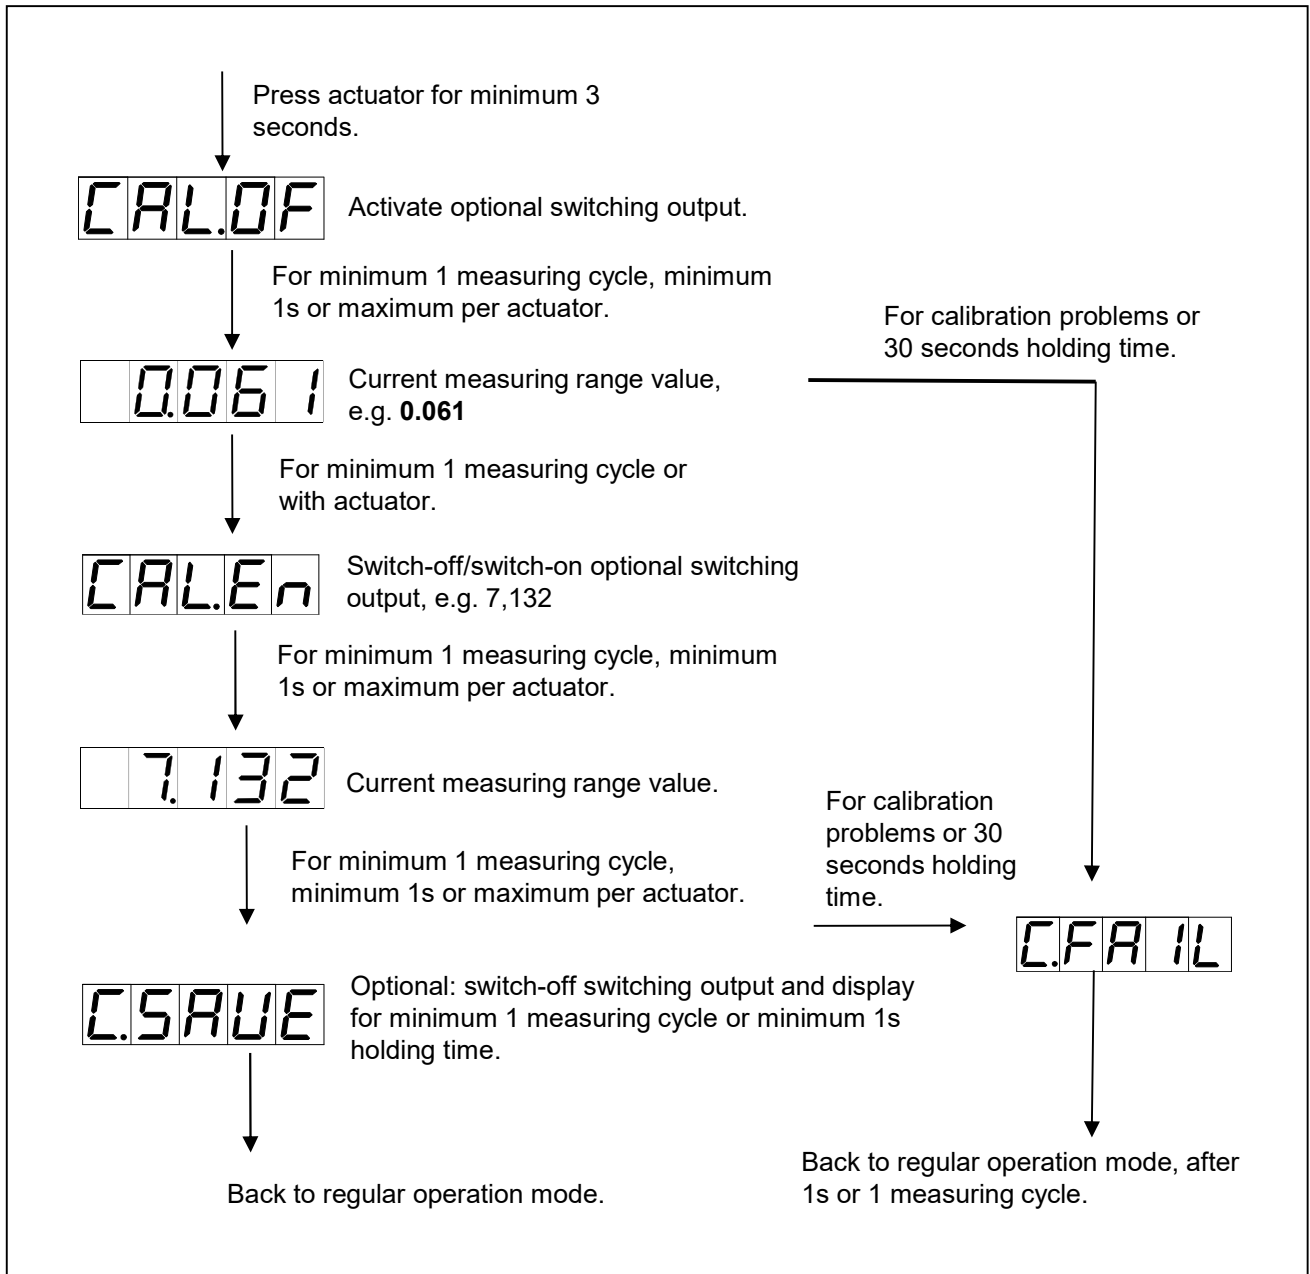 Press actuator for minimum 3
seconds.
CAL.OF
Activate optional switching output.
For minimum 1 measuring cycle, minimum
1s or maximum per actuator.
For calibration problems or
30 seconds holding time.
0.061
Current measuring range value,
e.g. 0.061
For minimum 1 measuring cycle or
with actuator.
CAL.En
Switch-off/switch-on optional switching
output, e.g. 7,132
For minimum 1 measuring cycle, minimum
1s or maximum per actuator.
7.132
Current measuring range value.
For calibration
problems or 30
seconds holding
time.
For minimum 1 measuring cycle,
minimum 1s or maximum per actuator.
C.FAIL
C.SAVE
Optional: switch-off switching output and display
for minimum 1 measuring cycle or minimum 1s
holding time.
Back to regular operation mode, after
1s or 1 measuring cycle.
Back to regular operation mode.